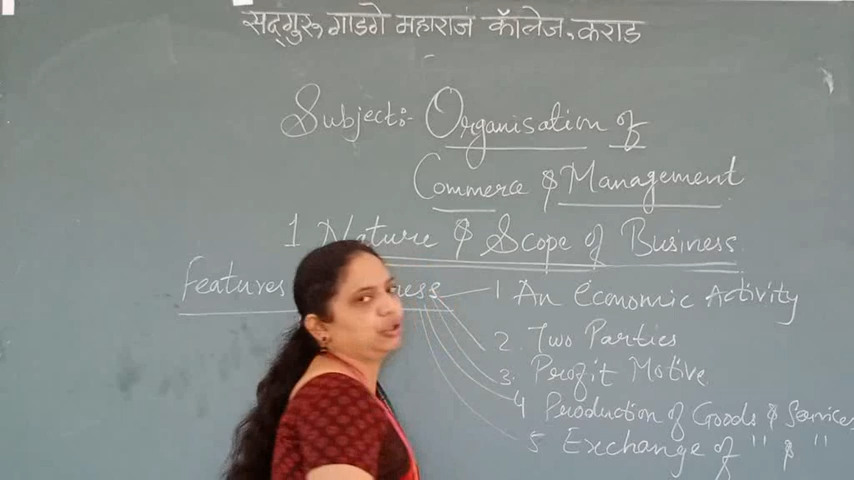 सद्गुरू गाडगे महाराज कॉलेज, कराड
Subject:- Organisation of
Commerce & Management
1 Nature & Scope of Business
Features
1 An Economic Activity
2. Two Parties
3. Profit Motive
4 Production of Goods & Services
5 Exchange of " & "